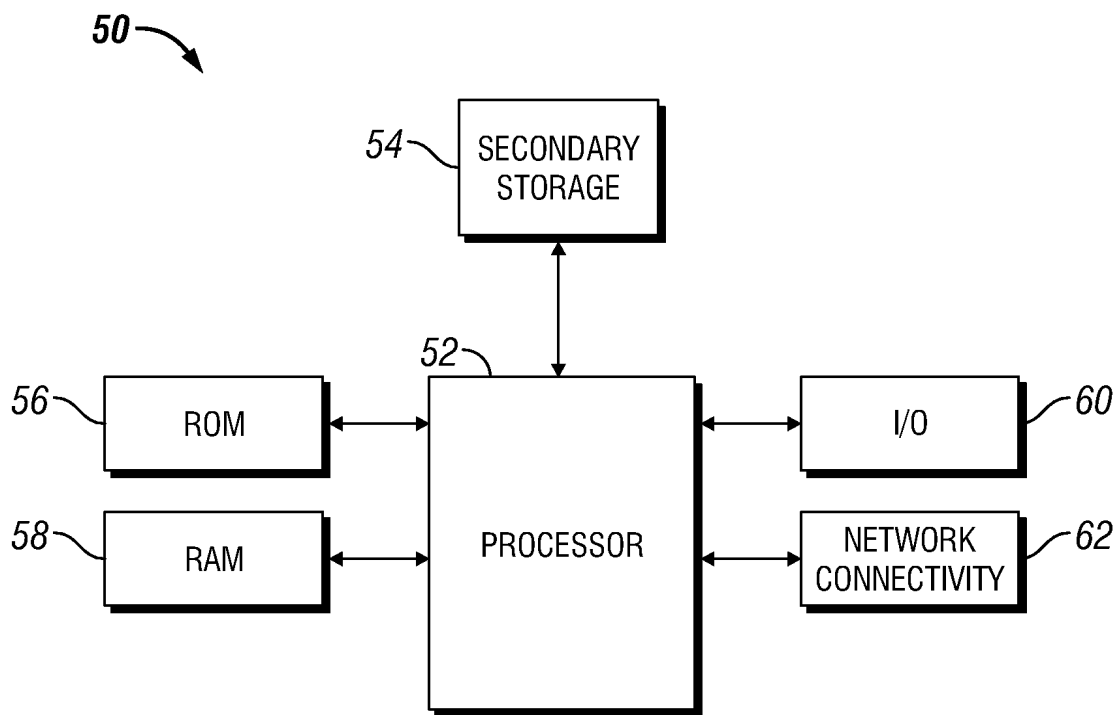 50
54
SECONDARY
STORAGE
52
56
ROM
I/O
60
58
RAM
PROCESSOR
NETWORK
CONNECTIVITY
62